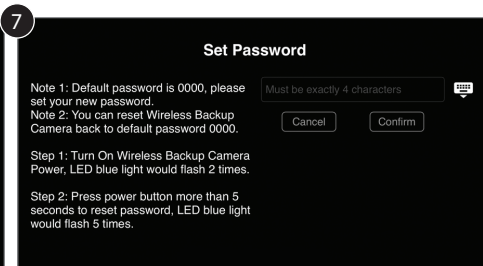 7
Set Password
Note 1: Default password is 0000, please
set your new password.
Note 2: You can reset Wireless Backup
Camera back to default password 0000.
Step 1: Turn On Wireless Backup Camera
Power, LED blue light would flash 2 times.
Step 2: Press power button more than 5
seconds to reset password, LED blue light
would flash 5 times.
Must be exactly 4 characters
Cancel Confirm